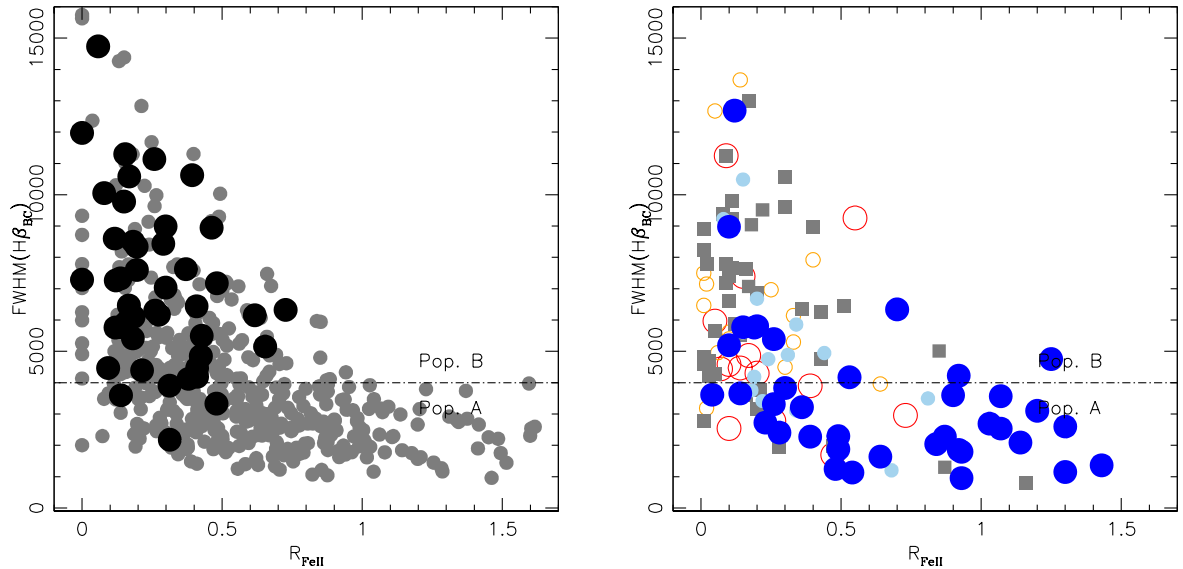 15000
10000
5000
0
FWHM(Hβ_BC)
Pop. B
Pop. A
0
0.5
1
1.5
R_FeII
15000
10000
5000
0
FWHM(Hβ_BC)
Pop. B
Pop. A
0
0.5
1
1.5
R_FeII